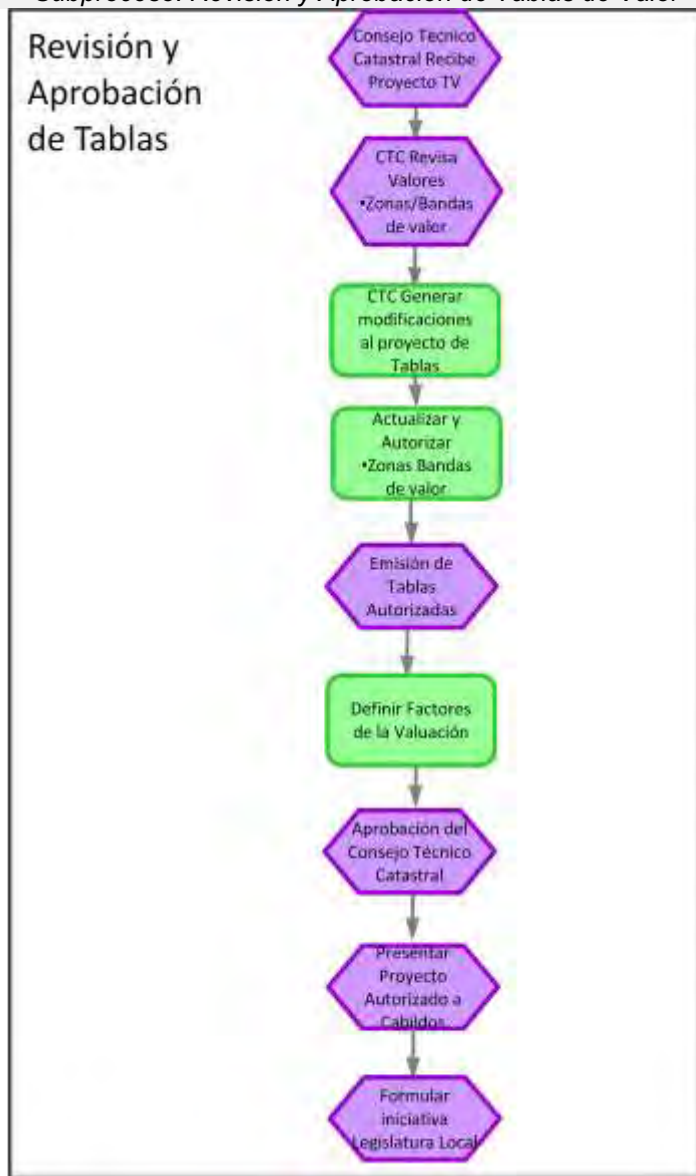 Subproceso: Revisión y Aprobación de Tablas de Valor
Revisión y
Aprobación
de Tablas
Consejo Técnico
Catastral Recibe
Proyecto TV
CTC Revisa
Valores
•Zonas/Bandas
de valor
CTC Generar
modificaciones
al proyecto de
Tablas
Actualizar y
Autorizar
•Zonas Bandas
de valor
Emisión de
Tablas
Autorizadas
Definir Factores
de la Valuación
Aprobación del
Consejo Técnico
Catastral
Presentar
Proyecto
Autorizado a
Cabildos
Formular
iniciativa
Legislatura Local